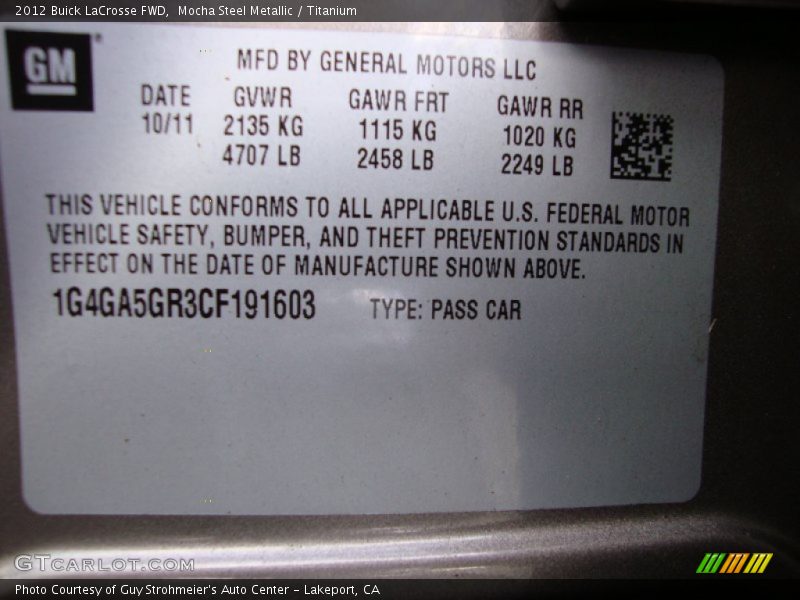 2012 Buick LaCrosse FWD,  Mocha Steel Metallic / Titanium
GM
MFD BY GENERAL MOTORS LLC
DATE GVWR GAWR FRT GAWR RR
10/11 2135 KG 1115 KG 1020 KG
4707 LB 2458 LB 2249 LB
THIS VEHICLE CONFORMS TO ALL APPLICABLE U.S. FEDERAL MOTOR
VEHICLE SAFETY, BUMPER, AND THEFT PREVENTION STANDARDS IN
EFFECT ON THE DATE OF MANUFACTURE SHOWN ABOVE.
1G4GA5GR3CF191603 TYPE: PASS CAR
GTCARLOT.COM
Photo Courtesy of Guy Strohmeier's Auto Center - Lakeport, CA